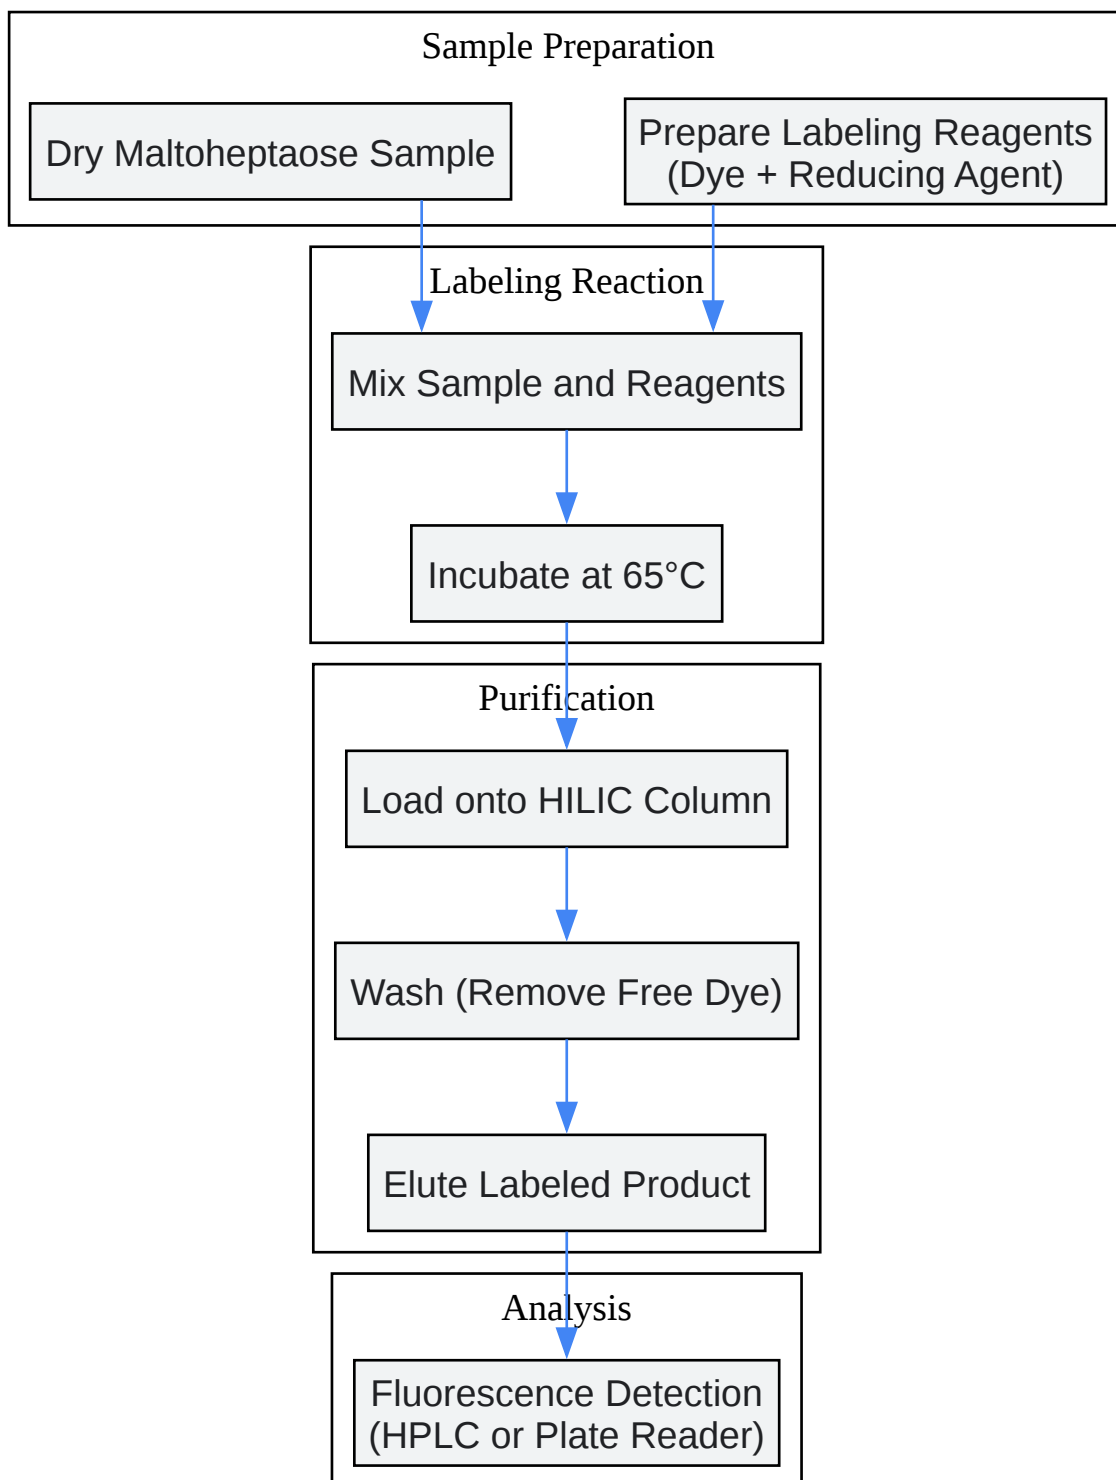 Sample Preparation
Dry Maltoheptaose Sample
Prepare Labeling Reagents
(Dye + Reducing Agent)
Labeling Reaction
Mix Sample and Reagents
Incubate at 65°C
Purification
Load onto HILIC Column
Wash (Remove Free Dye)
Elute Labeled Product
Analysis
Fluorescence Detection
(HPLC or Plate Reader)